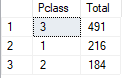 Pclass Total
1 3 491
2 1 216
3 2 184